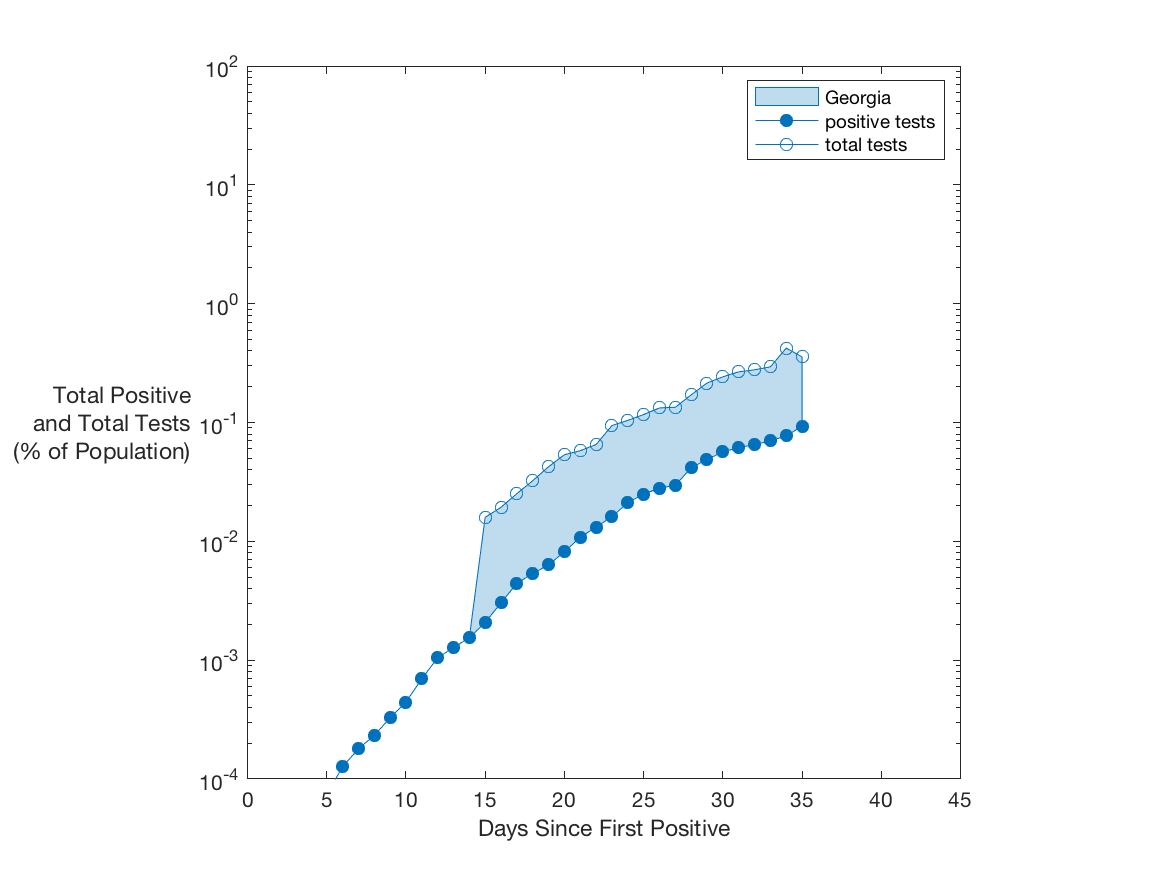 10^2
10^1
10^0
10^-1
10^-2
10^-3
10^-4
Total Positive
and Total Tests
(% of Population)
Georgia
positive tests
total tests
0 5 10 15 20 25 30 35 40 45
Days Since First Positive